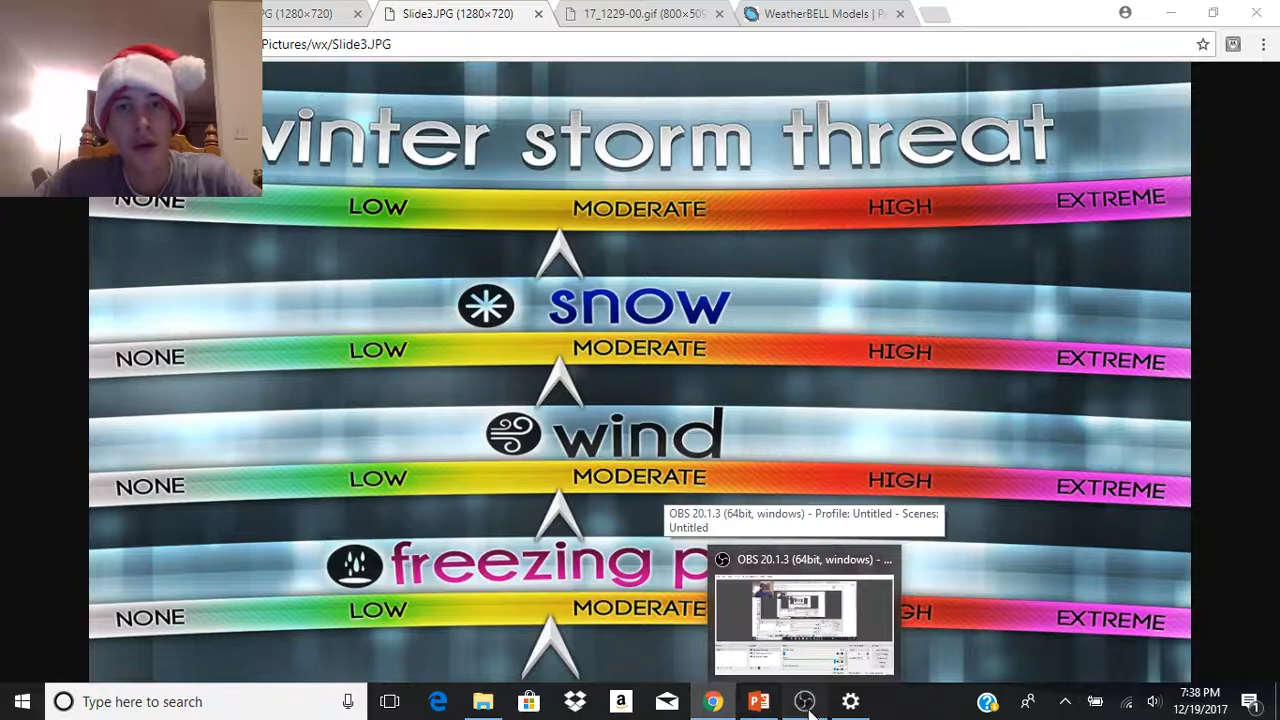 PG (1280×720)
Slide3.JPG (1280×720)
17_1229-00.gif (800×509
WeatherBELL Models | P
Pictures/wx/Slide3.JPG
winter storm threat
NONE LOW MODERATE HIGH EXTREME
snow
NONE LOW MODERATE HIGH EXTREME
wind
NONE LOW MODERATE HIGH EXTREME
OBS 20.1.3 (64bit, windows) - Profile: Untitled - Scenes:
Untitled
freezing p
OBS 20.1.3 (64bit, windows) - ...
NONE LOW MODERATE GH EXTREME
Type here to search
7:38 PM
12/19/2017